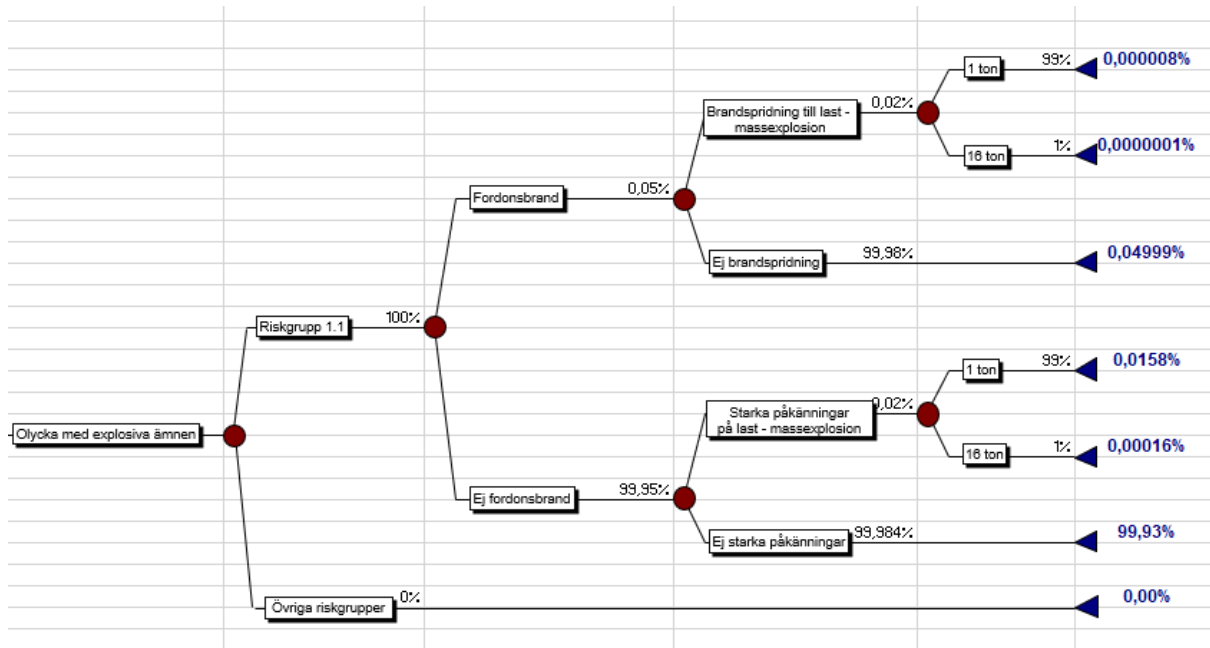 1 ton 99% 0,000008%
Brandspridning till last -
massexplosion
0,02%
16 ton 1% 0,0000001%
Fordonsbrand 0,05%
Ej brandspridning 99,98% 0,04999%
Riskgrupp 1.1 100%
1 ton 99% 0,0158%
Starka påkänningar
på last - massexplosion
0,02%
Olycka med explosiva ämnen
16 ton 1% 0,00016%
Ej fordonsbrand 99,95%
Ej starka påkänningar 99,984% 99,93%
Övriga riskgrupper 0% 0,00%